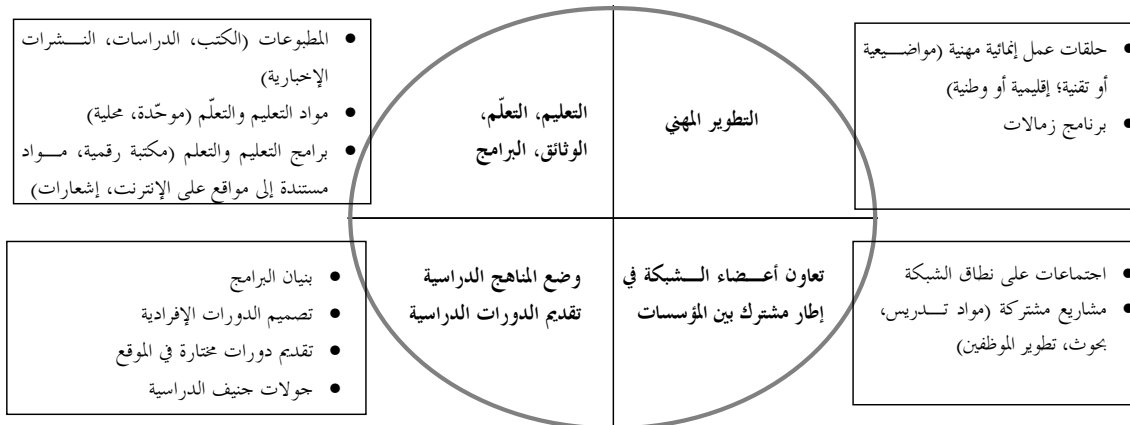 ● حلقات عمل إنمائية مهنية (مواضيعية
أو تقنية؛ إقليمية أو وطنية)
● برنامج زمالات
التطوير المهني
التعليم، التعلّم،
الوثائق، البرامج
● المطبوعات (الكتب، الدراسات، النشرات
الإخبارية)
● مواد التعليم والتعلّم (موحّدة، محلية)
● برامج التعليم والتعلم (مكتبة رقمية، مواد
مستندة إلى مواقع على الإنترنت، إشعارات)
● اجتماعات على نطاق الشبكة
● مشاريع مشتركة (مواد تدريس،
بحوث، تطوير الموظفين)
تعاون أعضاء الشبكة في
إطار مشترك بين المؤسسات
وضع المناهج الدراسية
تقديم الدورات الدراسية
● بنيان البرامج
● تصميم الدورات الإفرادية
● تقديم دورات مختارة في الموقع
● جولات جنيف الدراسية